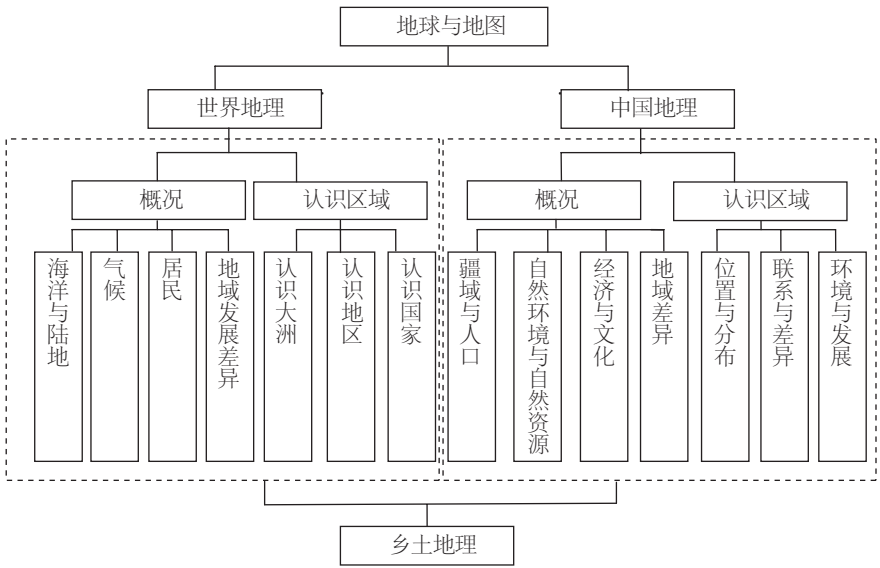 地球与地图
世界地理
中国地理
概况
认识区域
概况
认识区域
海洋与陆地
气候
居民
地域发展差异
认识大洲
认识地区
认识国家
疆域与人口
自然环境与自然资源
经济与文化
地域差异
位置与分布
联系与差异
环境与发展
乡土地理